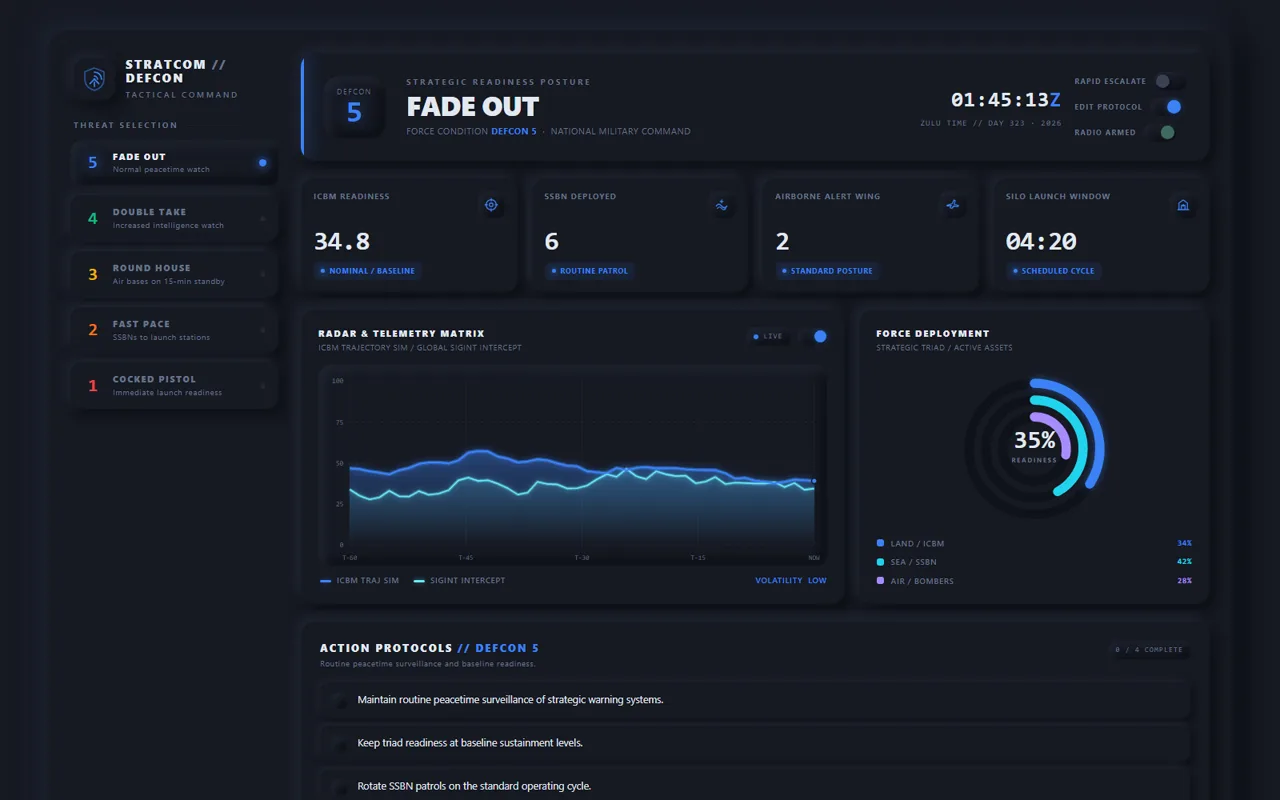 STRATCOM //
DEFCON
TACTICAL COMMAND
THREAT SELECTION
5
FADE OUT
Normal peacetime watch
4
DOUBLE TAKE
Increased intelligence watch
3
ROUND HOUSE
Air bases on 15-min standby
2
FAST PACE
SSBNs to launch stations
1
COCKED PISTOL
Immediate launch readiness
DEFCON
5
STRATEGIC READINESS POSTURE
FADE OUT
FORCE CONDITION DEFCON 5 · NATIONAL MILITARY COMMAND
01:45:13Z
ZULU TIME // DAY 323 · 2026
RAPID ESCALATE
EDIT PROTOCOL
RADIO ARMED
ICBM READINESS
34.8
NOMINAL / BASELINE
SSBN DEPLOYED
6
ROUTINE PATROL
AIRBORNE ALERT WING
2
STANDARD POSTURE
SILO LAUNCH WINDOW
04:20
SCHEDULED CYCLE
RADAR & TELEMETRY MATRIX
ICBM TRAJECTORY SIM / GLOBAL SIGINT INTERCEPT
LIVE
100
75
50
25
0
T-60 T-45 T-30 T-15 NOW
ICBM TRAJ SIM SIGINT INTERCEPT VOLATILITY LOW
FORCE DEPLOYMENT
STRATEGIC TRIAD / ACTIVE ASSETS
35%
READINESS
LAND / ICBM 34%
SEA / SSBN 42%
AIR / BOMBERS 28%
ACTION PROTOCOLS // DEFCON 5
Routine peacetime surveillance and baseline readiness.
0 / 4 COMPLETE
Maintain routine peacetime surveillance of strategic warning systems.
Keep triad readiness at baseline sustainment levels.
Rotate SSBN patrols on the standard operating cycle.